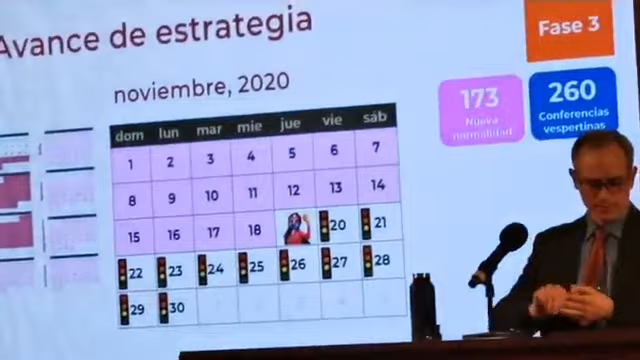 Avance de estrategia
Fase 3
noviembre, 2020
173
Nueva
normalidad
260
Conferencias
vespertinas
dom lun mar mie jue vie sáb
1 2 3 4 5 6 7
8 9 10 11 12 13 14
15 16 17 18 20 21
22 23 24 25 26 27 28
29 30